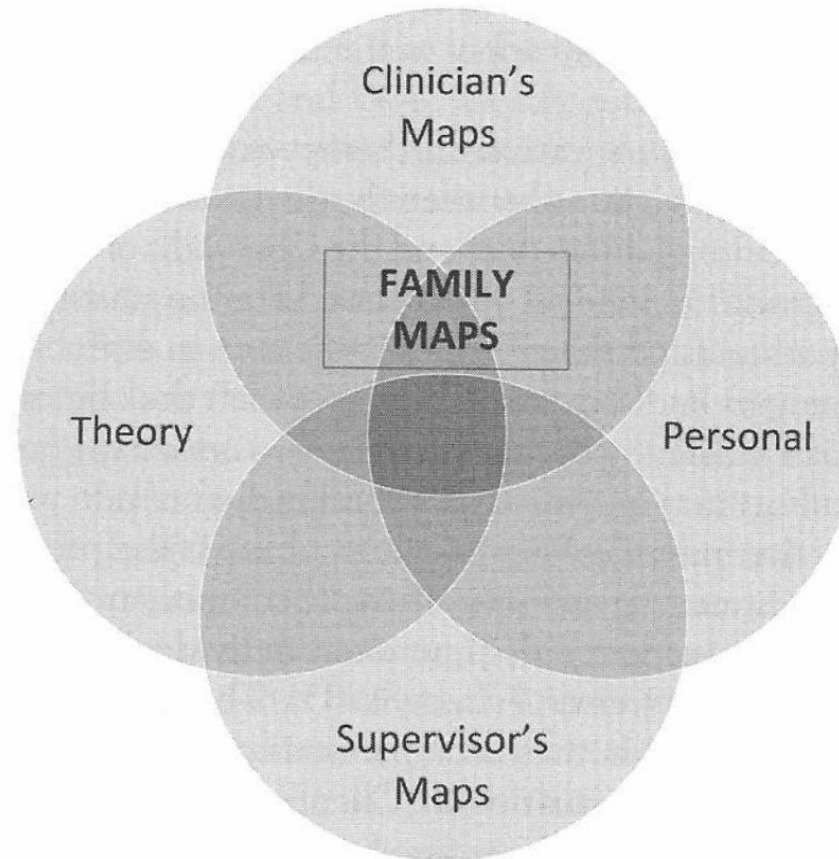 Clinician's
Maps
FAMILY
MAPS
Theory
Personal
Supervisor's
Maps